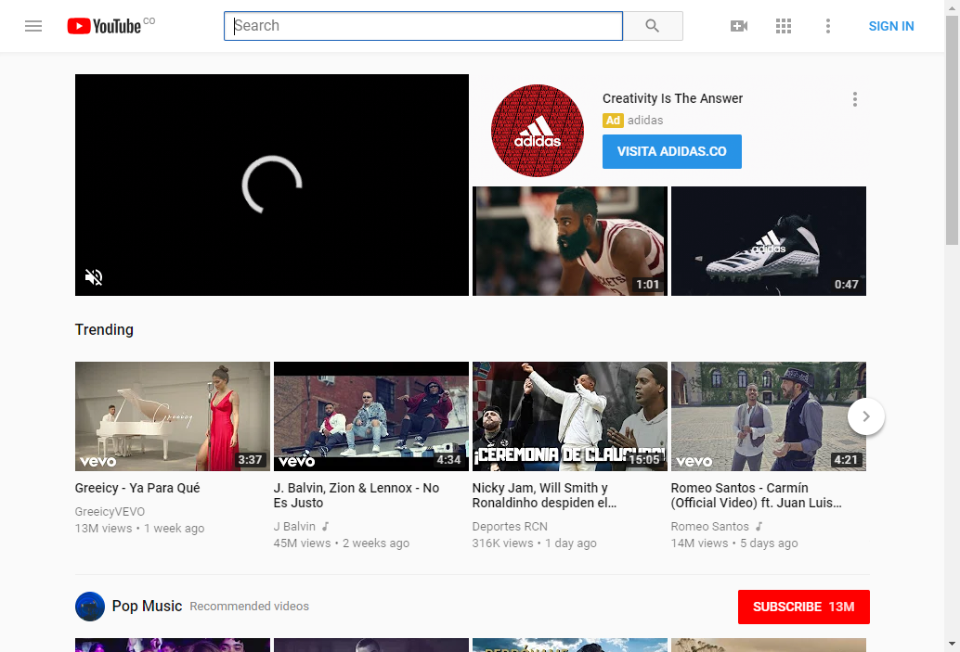 YouTube CO
Search
SIGN IN
Creativity Is The Answer
Ad adidas
VISITA ADIDAS.CO
adidas
adidas
1:01
0:47
Trending
Greeicy
vevo
3:37
vevo
4:34
¡CEREMONIA DE CLAUSURA!
15:05
vevo
4:21
Greeicy - Ya Para Qué
GreeicyVEVO
13M views • 1 week ago
J. Balvin, Zion & Lennox - No
Es Justo
J Balvin
45M views • 2 weeks ago
Nicky Jam, Will Smith y
Ronaldinho despiden el...
Deportes RCN
316K views • 1 day ago
Romeo Santos - Carmín
(Official Video) ft. Juan Luis...
Romeo Santos
14M views • 5 days ago
Pop Music Recommended videos
SUBSCRIBE 13M